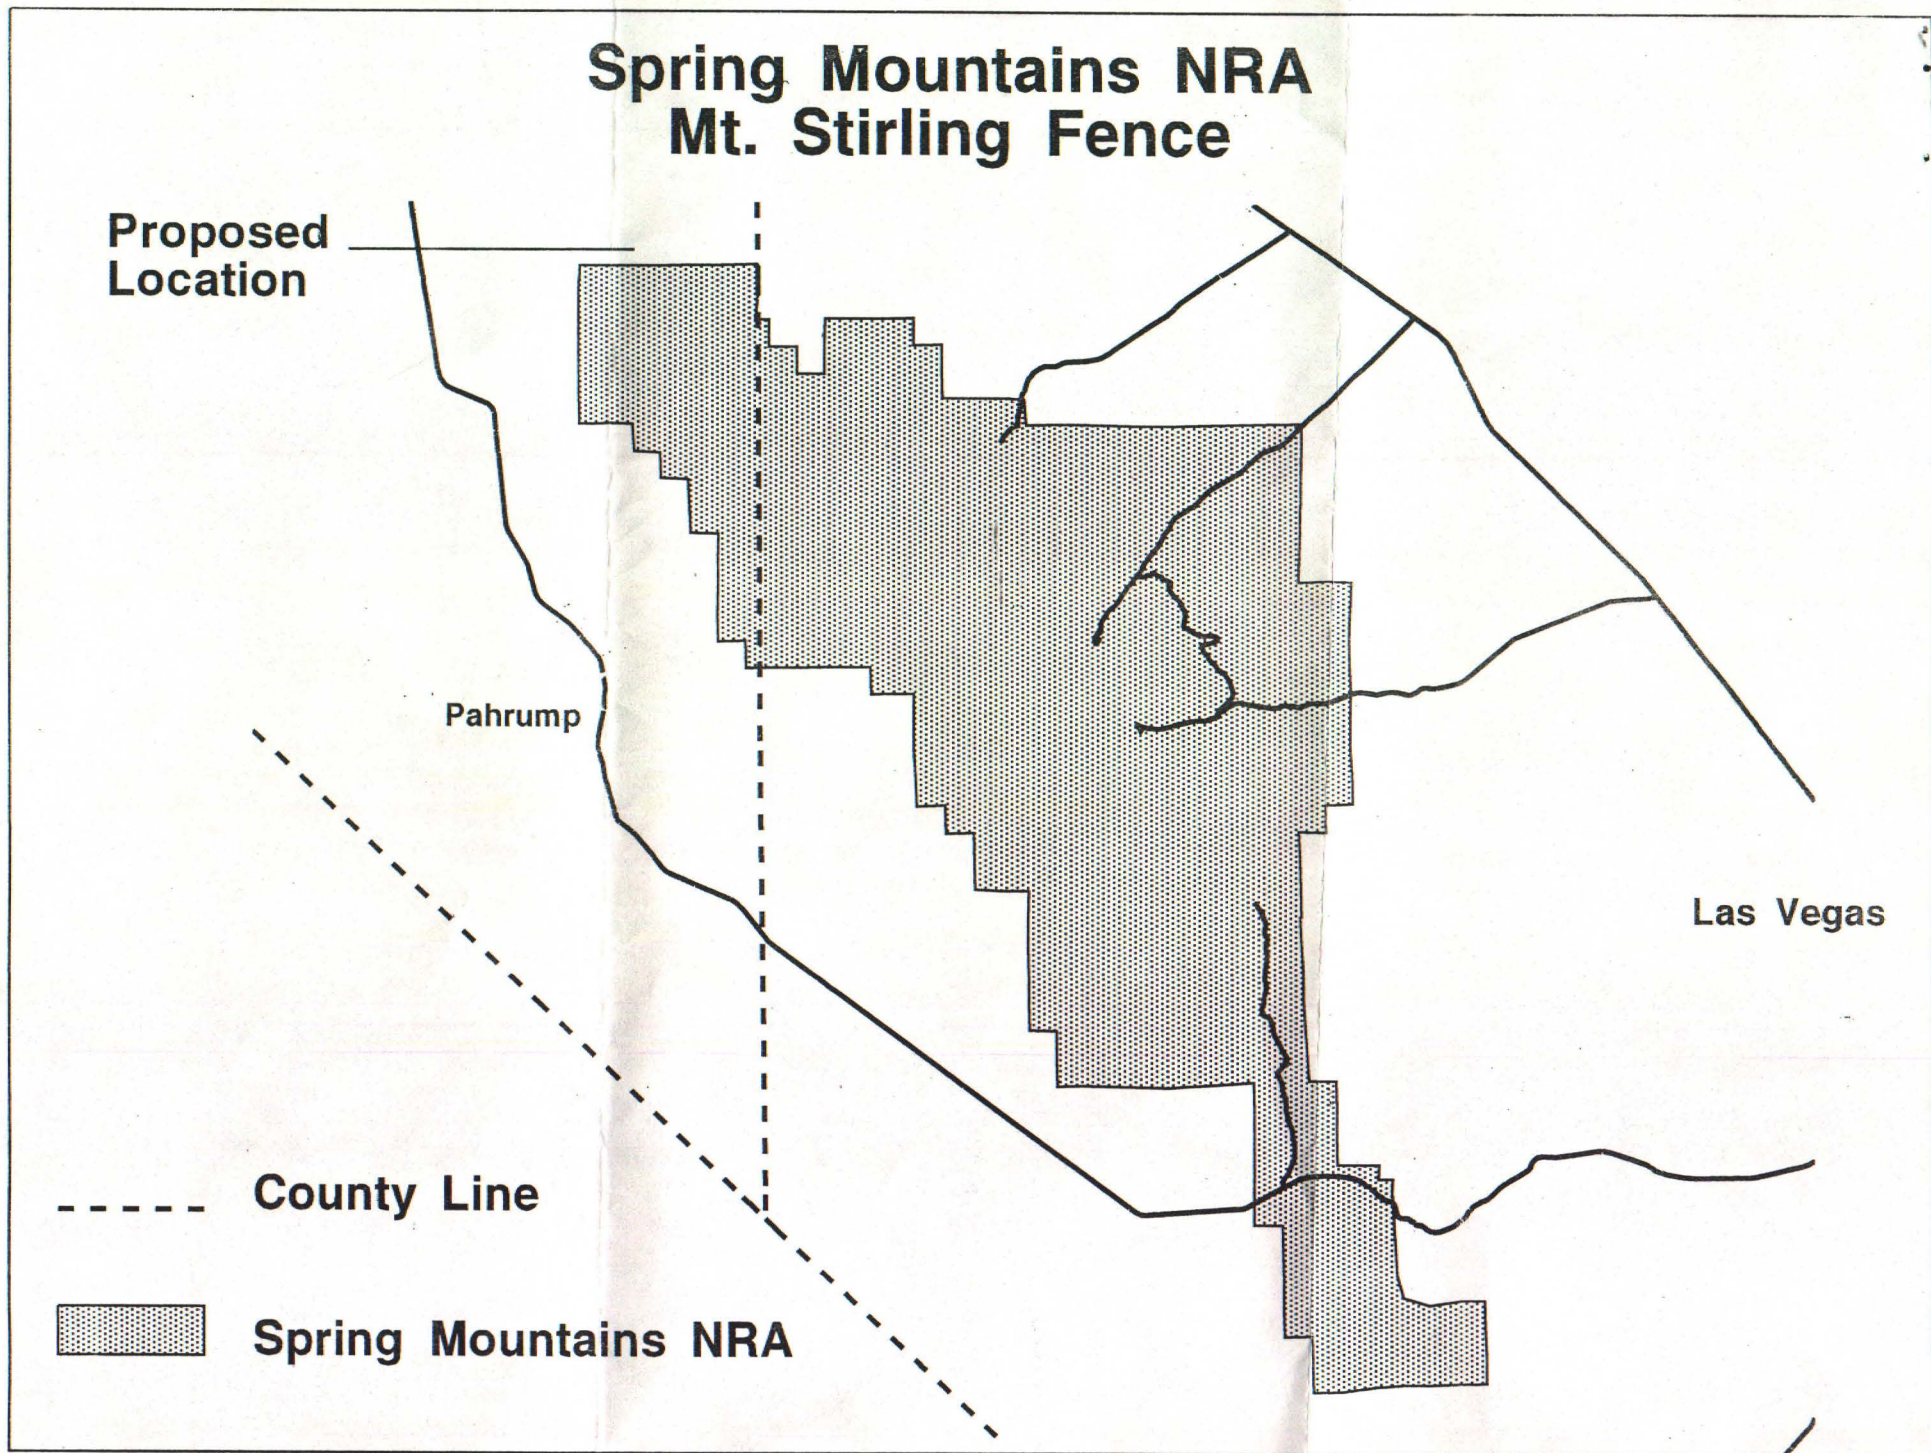 Spring Mountains NRA
Mt. Stirling Fence
Proposed
Location
Pahrump
Las Vegas
County Line
Spring Mountains NRA